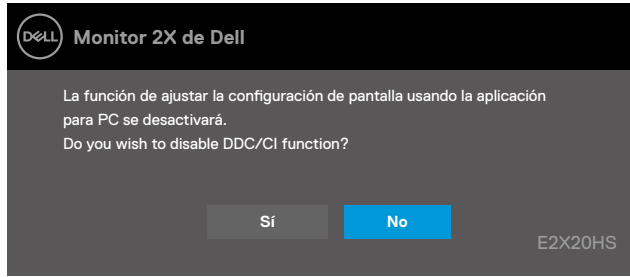 DELL
Monitor 2X de Dell
La función de ajustar la configuración de pantalla usando la aplicación
para PC se desactivará.
Do you wish to disable DDC/CI function?
Sí
No
E2X20HS